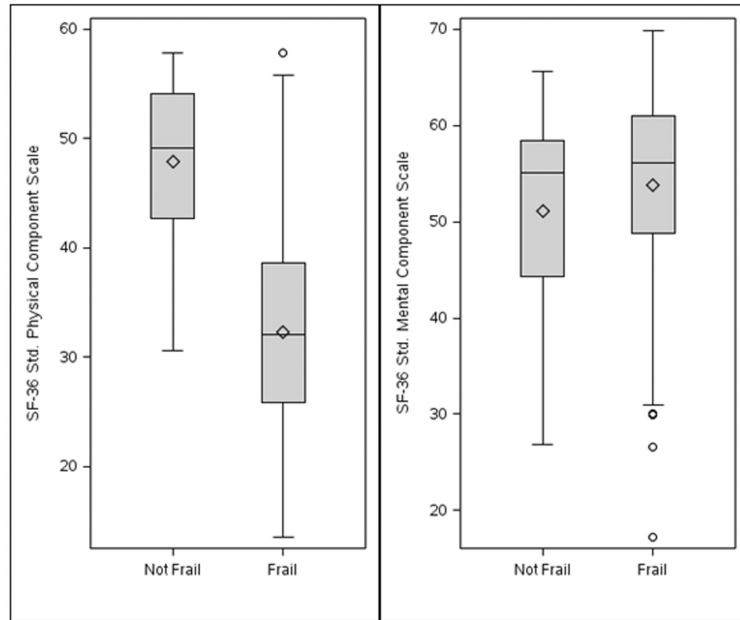 SF-36 Std. Physical Component Scale
60
50
40
30
20
Not Frail
Frail
SF-36 Std. Mental Component Scale
70
60
50
40
30
20
Not Frail
Frail